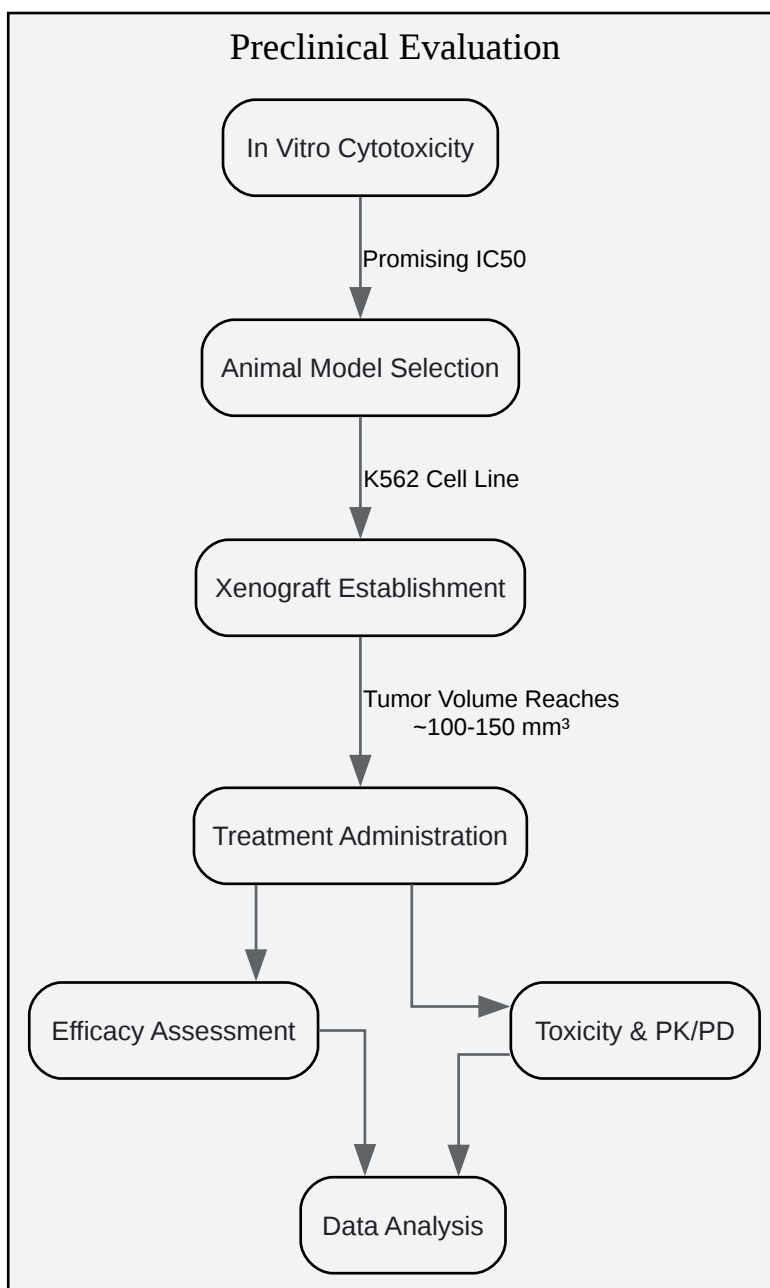 Preclinical Evaluation
In Vitro Cytotoxicity
Promising IC50
Animal Model Selection
K562 Cell Line
Xenograft Establishment
Tumor Volume Reaches
~100-150 mm³
Treatment Administration
Efficacy Assessment
Toxicity & PK/PD
Data Analysis